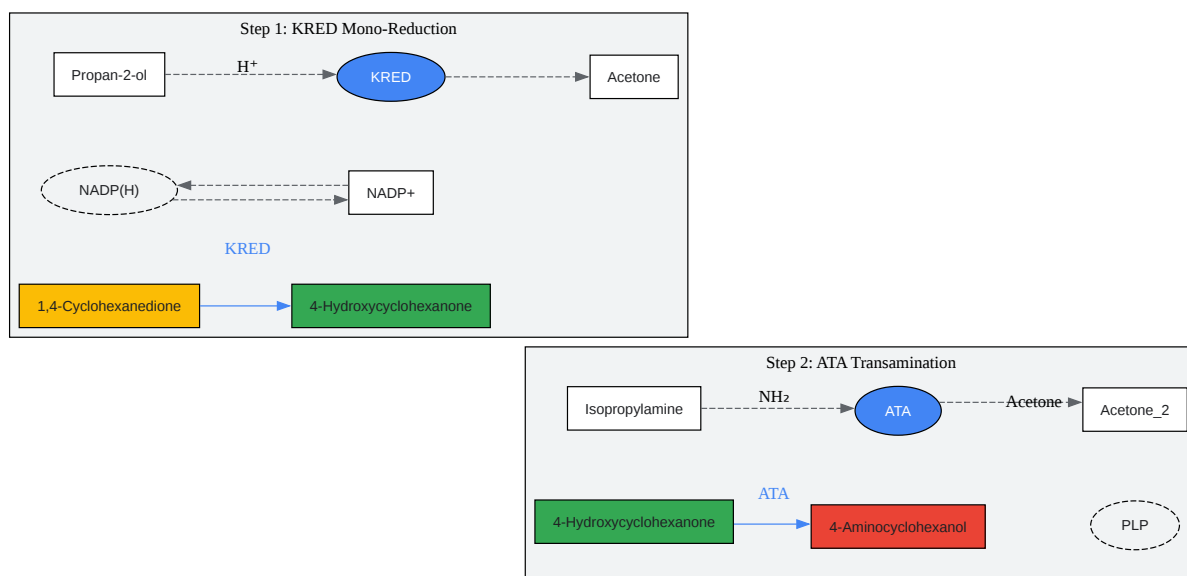 Step 1: KRED Mono-Reduction
Propan-2-ol
H⁺
KRED
Acetone
NADP(H)
NADP+
KRED
1,4-Cyclohexanedione
4-Hydroxycyclohexanone
Step 2: ATA Transamination
Isopropylamine
NH₂
ATA
Acetone
Acetone_2
ATA
4-Hydroxycyclohexanone
4-Aminocyclohexanol
PLP